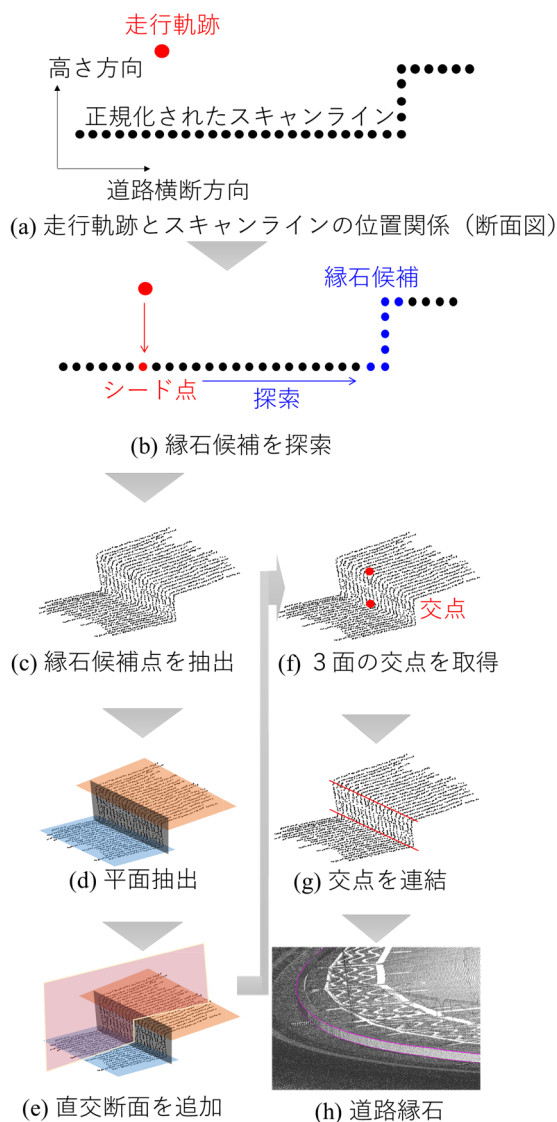 走行軌跡
高さ方向
正規化されたスキャンライン
道路横断方向
(a) 走行軌跡とスキャンラインの位置関係（断面図）
縁石候補
シード点
探索
(b) 縁石候補を探索
(c) 縁石候補点を抽出
交点
(f) ３面の交点を取得
(d) 平面抽出
(g) 交点を連結
(e) 直交断面を追加
(h) 道路縁石